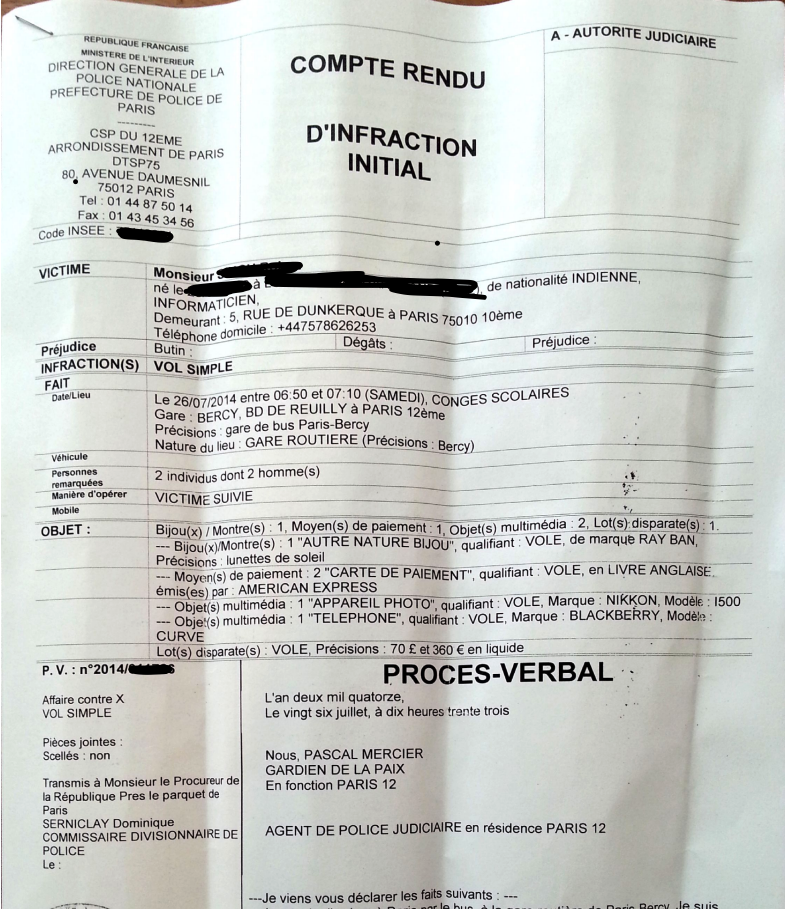 REPUBLIQUE FRANCAISE
MINISTERE DE L'INTERIEUR
DIRECTION GENERALE DE LA
POLICE NATIONALE
PREFECTURE DE POLICE DE
PARIS
----------
CSP DU 12EME
ARRONDISSEMENT DE PARIS
DTSP75
80, AVENUE DAUMESNIL
75012 PARIS
Tel : 01 44 87 50 14
Fax : 01 43 45 34 56
Code INSEE :
COMPTE RENDU
D'INFRACTION
INITIAL
A - AUTORITE JUDICIAIRE
VICTIME
Monsieur
né le à , de nationalité INDIENNE,
INFORMATICIEN,
Demeurant : 5, RUE DE DUNKERQUE à PARIS 75010 10ème
Téléphone domicile : +447578626253
Préjudice Butin : Dégâts : Préjudice :
INFRACTION(S) VOL SIMPLE
FAIT
Date/Lieu Le 26/07/2014 entre 06:50 et 07:10 (SAMEDI), CONGES SCOLAIRES
Gare : BERCY, BD DE REUILLY à PARIS 12ème
Précisions : gare de bus Paris-Bercy
Nature du lieu : GARE ROUTIERE (Précisions : Bercy)
Véhicule
Personnes
remarquées 2 individus dont 2 homme(s)
Manière d'opérer VICTIME SUIVIE
Mobile
OBJET : Bijou(x) / Montre(s) : 1, Moyen(s) de paiement : 1, Objet(s) multimédia : 2, Lot(s) disparate(s) : 1.
--- Bijou(x)/Montre(s) : 1 "AUTRE NATURE BIJOU", qualifiant : VOLE, de marque RAY BAN,
Précisions : lunettes de soleil
--- Moyen(s) de paiement : 2 "CARTE DE PAIEMENT", qualifiant : VOLE, en LIVRE ANGLAISE,
émis(es) par : AMERICAN EXPRESS
--- Objet(s) multimédia : 1 "APPAREIL PHOTO", qualifiant : VOLE, Marque : NIKKON, Modèle : I500
--- Objet(s) multimédia : 1 "TELEPHONE", qualifiant : VOLE, Marque : BLACKBERRY, Modèle :
CURVE
Lot(s) disparate(s) : VOLE, Précisions : 70 £ et 360 € en liquide
P. V. : n°2014/
Affaire contre X
VOL SIMPLE
Pièces jointes :
Scellés : non
Transmis à Monsieur le Procureur de
la République Pres le parquet de
Paris
SERNICLAY Dominique
COMMISSAIRE DIVISIONNAIRE DE
POLICE
Le :
PROCES-VERBAL
L'an deux mil quatorze,
Le vingt six juillet, à dix heures trente trois
Nous, PASCAL MERCIER
GARDIEN DE LA PAIX
En fonction PARIS 12
AGENT DE POLICE JUDICIAIRE en résidence PARIS 12
---Je viens vous déclarer les faits suivants : ---
à Paris par le bus, à la gare routière de Paris Bercy. Je suis